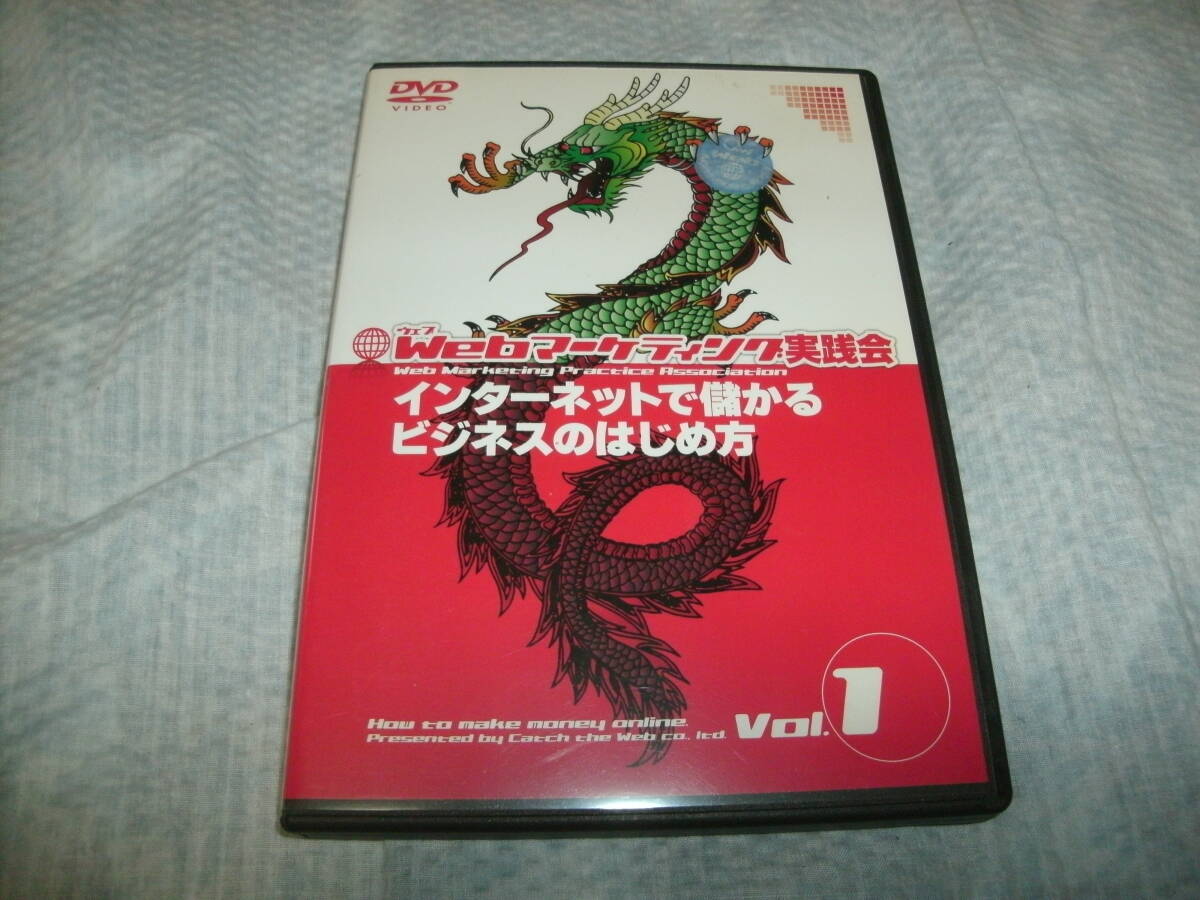 DVD
VIDEO
ウェブ
Webマーケティング実践会
Web Marketing Practice Association
インターネットで儲かる
ビジネスのはじめ方
How to make money online.
Presented by Catch the Web co., ltd.
Vol.1